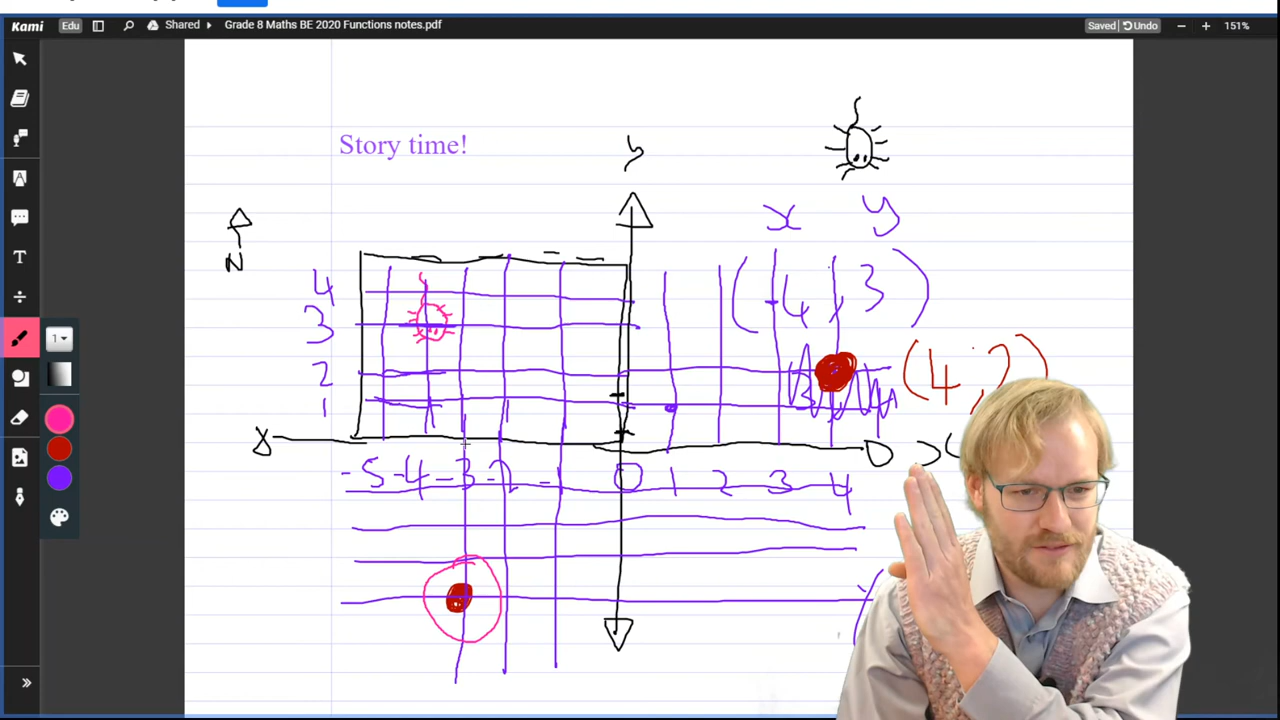 Kami Edu Shared Grade 8 Maths BE 2020 Functions notes.pdf Saved Undo 151%
Story time!
y
x y
N
4
3
2
1
(-4; 3)
(4; 2)
-5 -4 -3 -2 -1 0 1 2 3 4
x
1